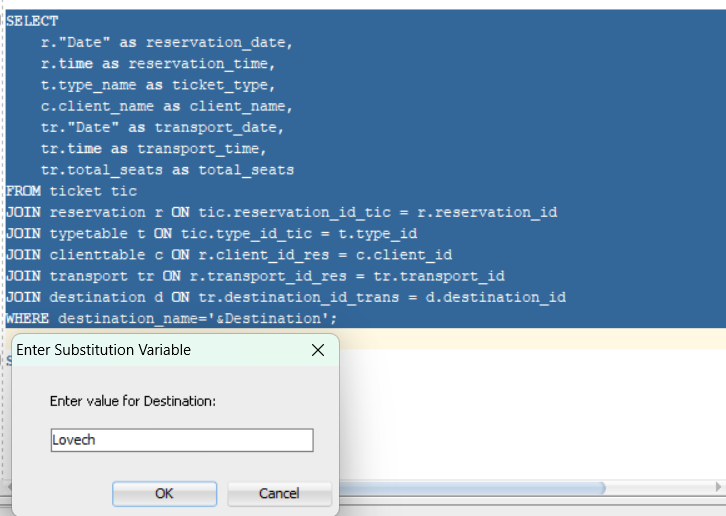 SELECT
r."Date" as reservation_date,
r.time as reservation_time,
t.type_name as ticket_type,
c.client_name as client_name,
tr."Date" as transport_date,
tr.time as transport_time,
tr.total_seats as total_seats
FROM ticket tic
JOIN reservation r ON tic.reservation_id_tic = r.reservation_id
JOIN typetable t ON tic.type_id_tic = t.type_id
JOIN clienttable c ON r.client_id_res = c.client_id
JOIN transport tr ON r.transport_id_res = tr.transport_id
JOIN destination d ON tr.destination_id_trans = d.destination_id
WHERE destination_name='&Destination';
Enter Substitution Variable
Enter value for Destination:
Lovech
OK Cancel